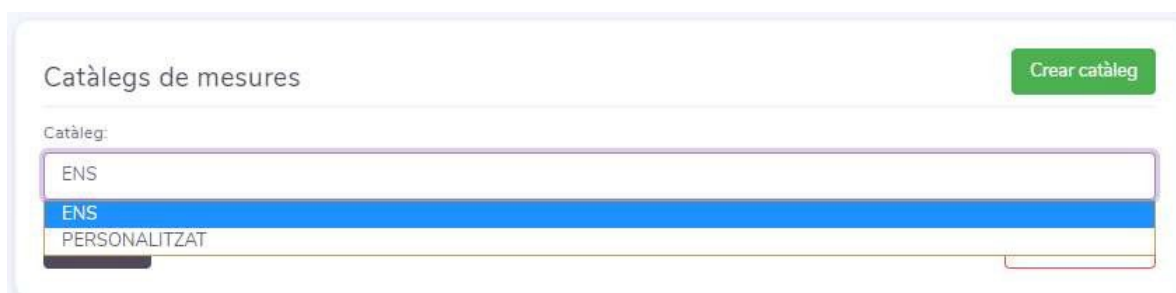 Catàlegs de mesures
Crear catàleg
Catàleg:
ENS
ENS
PERSONALITZAT